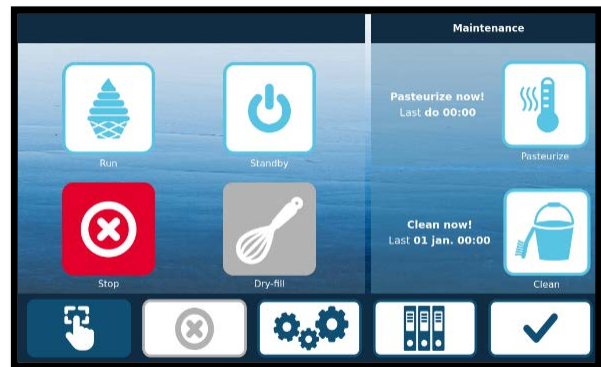 Maintenance
Run
Standby
Pasteurize now!
Last do 00:00
Pasteurize
Stop
Dry-fill
Clean now!
Last 01 jan. 00:00
Clean